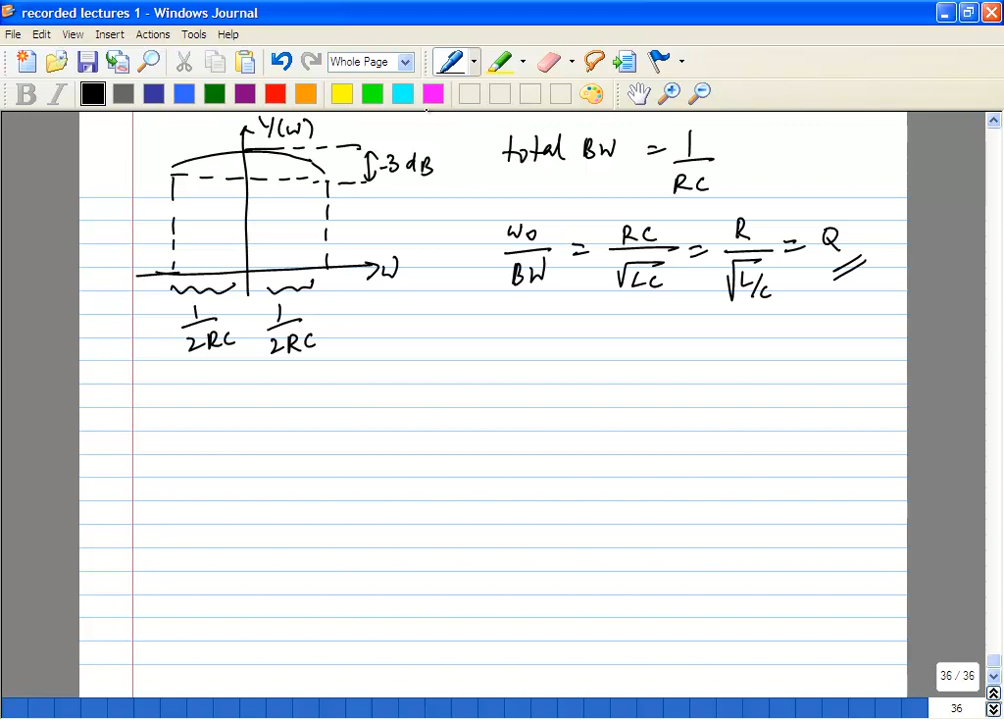 recorded lectures 1 - Windows Journal
File Edit View Insert Actions Tools Help
Whole Page
B I
Y(ω)
-3 dB
ω
1/2RC 1/2RC
total BW = 1/RC
ω0/BW = RC/√LC = R/√L/C = Q
36 / 36
36